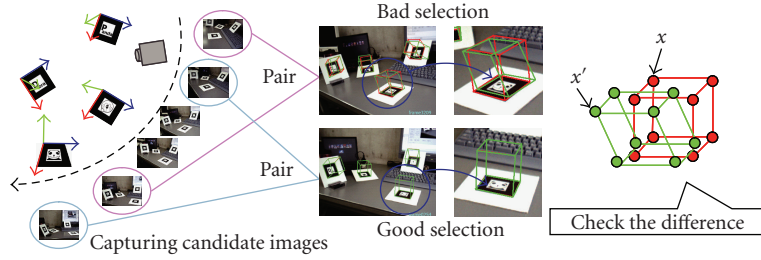 Bad selection
x
x′
Pair
Pair
Check the difference
Good selection
Capturing candidate images